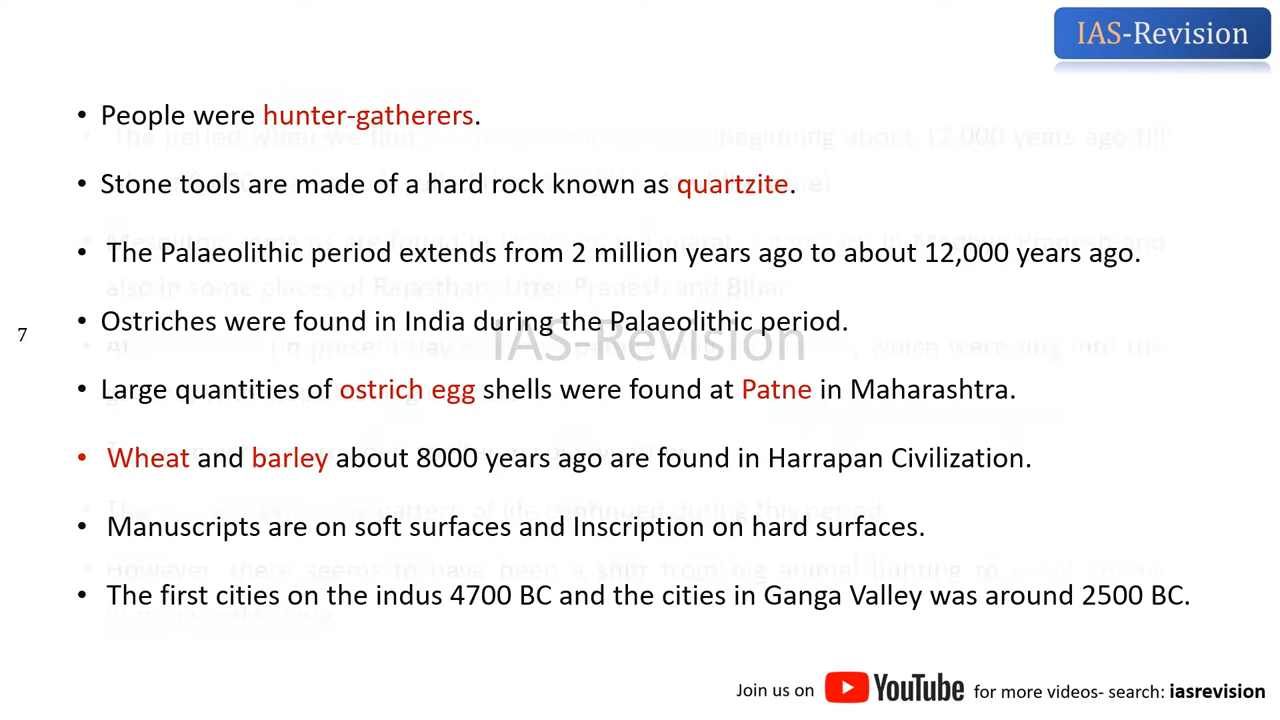 IAS-Revision
• People were hunter-gatherers.
• Stone tools are made of a hard rock known as quartzite.
• The Palaeolithic period extends from 2 million years ago to about 12,000 years ago.
7
• Ostriches were found in India during the Palaeolithic period.
IAS-Revision
• Large quantities of ostrich egg shells were found at Patne in Maharashtra.
• Wheat and barley about 8000 years ago are found in Harrapan Civilization.
• Manuscripts are on soft surfaces and Inscription on hard surfaces.
• The first cities on the indus 4700 BC and the cities in Ganga Valley was around 2500 BC.
Join us on YouTube for more videos- search: iasrevision